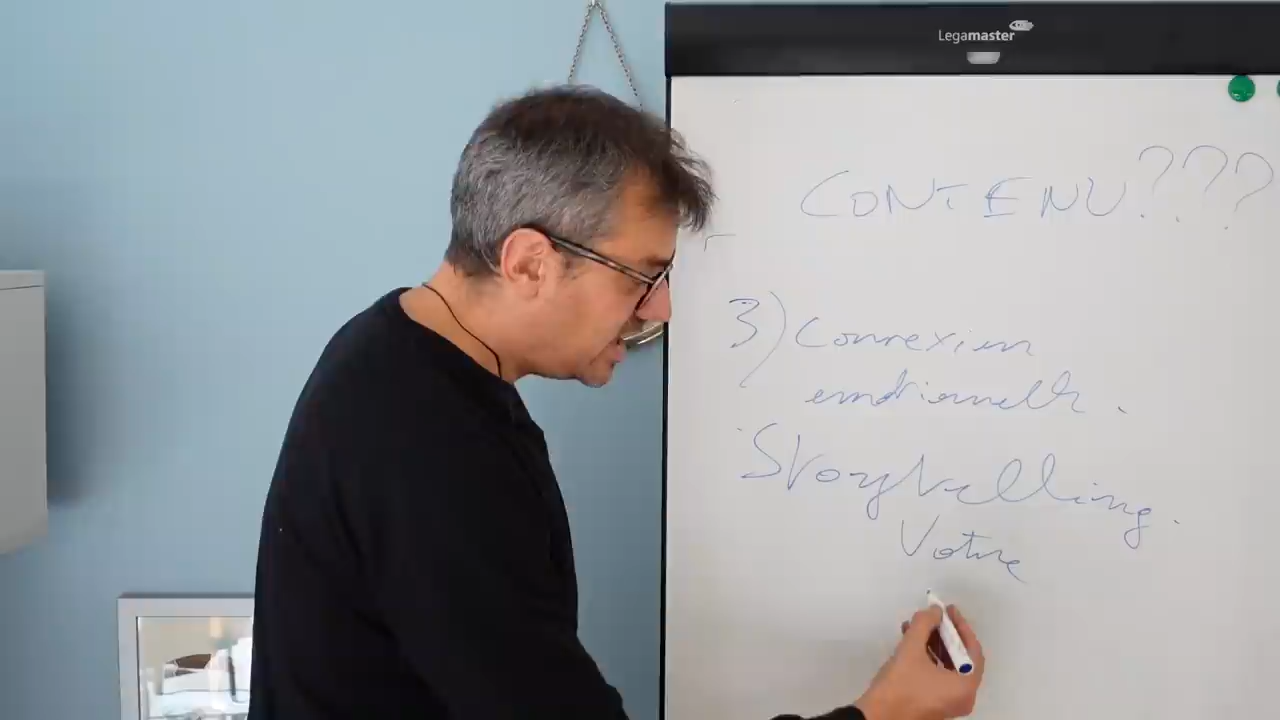 Legamaster
CONTENU???
3) Connexion
emotionnelle.
Storytelling.
Votre